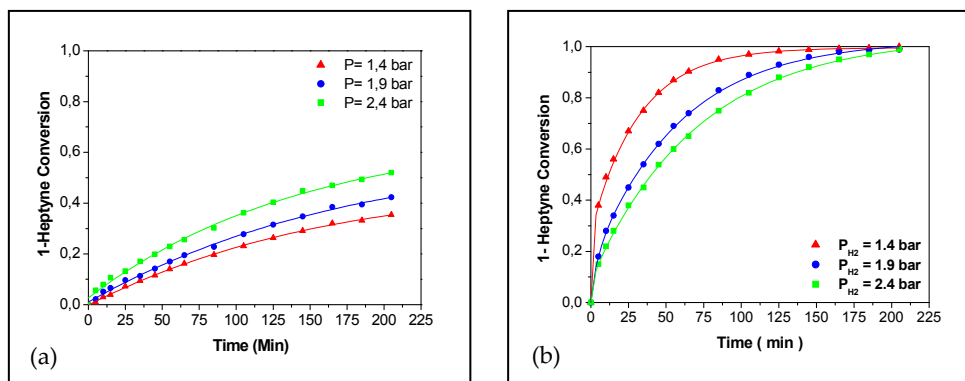 1,0
0,8
0,6
0,4
0,2
0,0
1-Heptyne Conversion
P= 1,4 bar
P= 1,9 bar
P= 2,4 bar
0 25 50 75 100 125 150 175 200 225
Time (Min)
(a)
1,0
0,8
0,6
0,4
0,2
0,0
1- Heptyne Conversion
P_H2 = 1.4 bar
P_H2 = 1.9 bar
P_H2 = 2.4 bar
0 25 50 75 100 125 150 175 200 225
Time ( min )
(b)